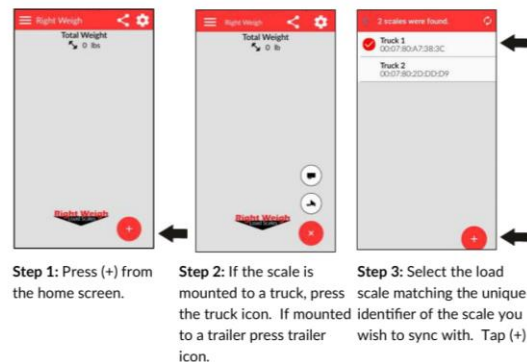 Right Weigh
Total Weight
0 lbs
Right Weigh
Step 1: Press (+) from
the home screen.
Right Weigh
Total Weight
0 lb
Right Weigh
Step 2: If the scale is
mounted to a truck, press
the truck icon. If mounted
to a trailer press trailer
icon.
2 scales were found.
Truck 1
00:07:80:A7:38:3C
Truck 2
00:07:80:2D:DD:D9
Step 3: Select the load
scale matching the unique
identifier of the scale you
wish to sync with. Tap (+)